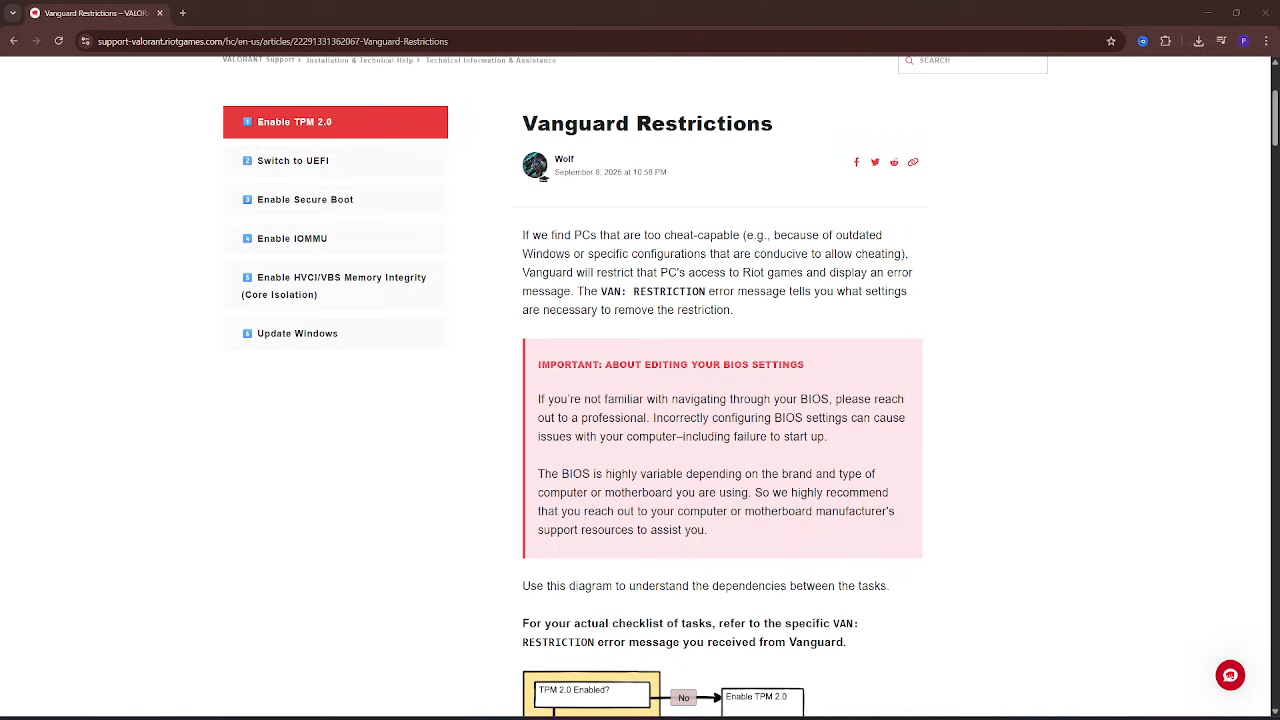 Vanguard Restrictions – VALORA
support-valorant.riotgames.com/hc/en-us/articles/22291331362067-Vanguard-Restrictions
P
VALORANT Support > Installation & Technical Help > Technical Information & Assistance
SEARCH
1 Enable TPM 2.0
2 Switch to UEFI
3 Enable Secure Boot
4 Enable IOMMU
5 Enable HVCI/VBS Memory Integrity
(Core Isolation)
6 Update Windows
Vanguard Restrictions
Wolf
September 8, 2025 at 10:58 PM
If we find PCs that are too cheat-capable (e.g., because of outdated
Windows or specific configurations that are conducive to allow cheating),
Vanguard will restrict that PC's access to Riot games and display an error
message. The VAN: RESTRICTION error message tells you what settings
are necessary to remove the restriction.
IMPORTANT: ABOUT EDITING YOUR BIOS SETTINGS
If you're not familiar with navigating through your BIOS, please reach
out to a professional. Incorrectly configuring BIOS settings can cause
issues with your computer–including failure to start up.
The BIOS is highly variable depending on the brand and type of
computer or motherboard you are using. So we highly recommend
that you reach out to your computer or motherboard manufacturer's
support resources to assist you.
Use this diagram to understand the dependencies between the tasks.
For your actual checklist of tasks, refer to the specific VAN:
RESTRICTION error message you received from Vanguard.
TPM 2.0 Enabled?
No
Enable TPM 2.0